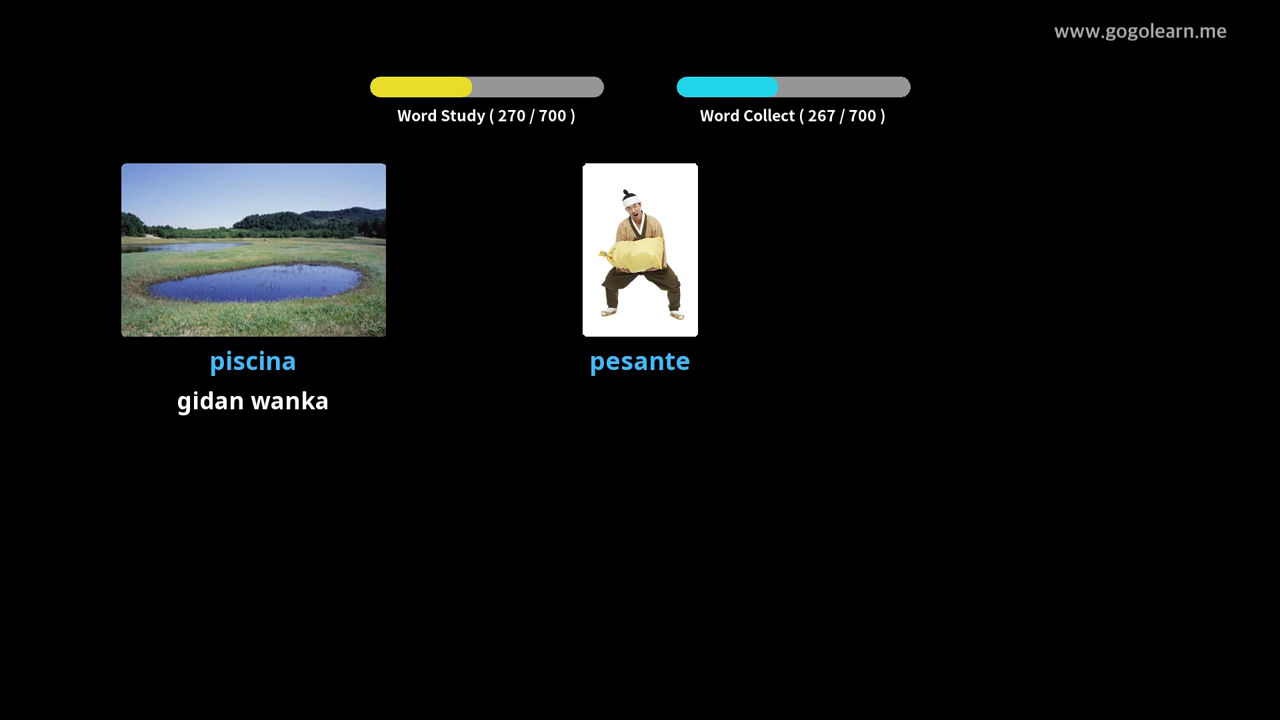 www.gogolearn.me
Word Study ( 270 / 700 )
Word Collect ( 267 / 700 )
piscina
gidan wanka
pesante